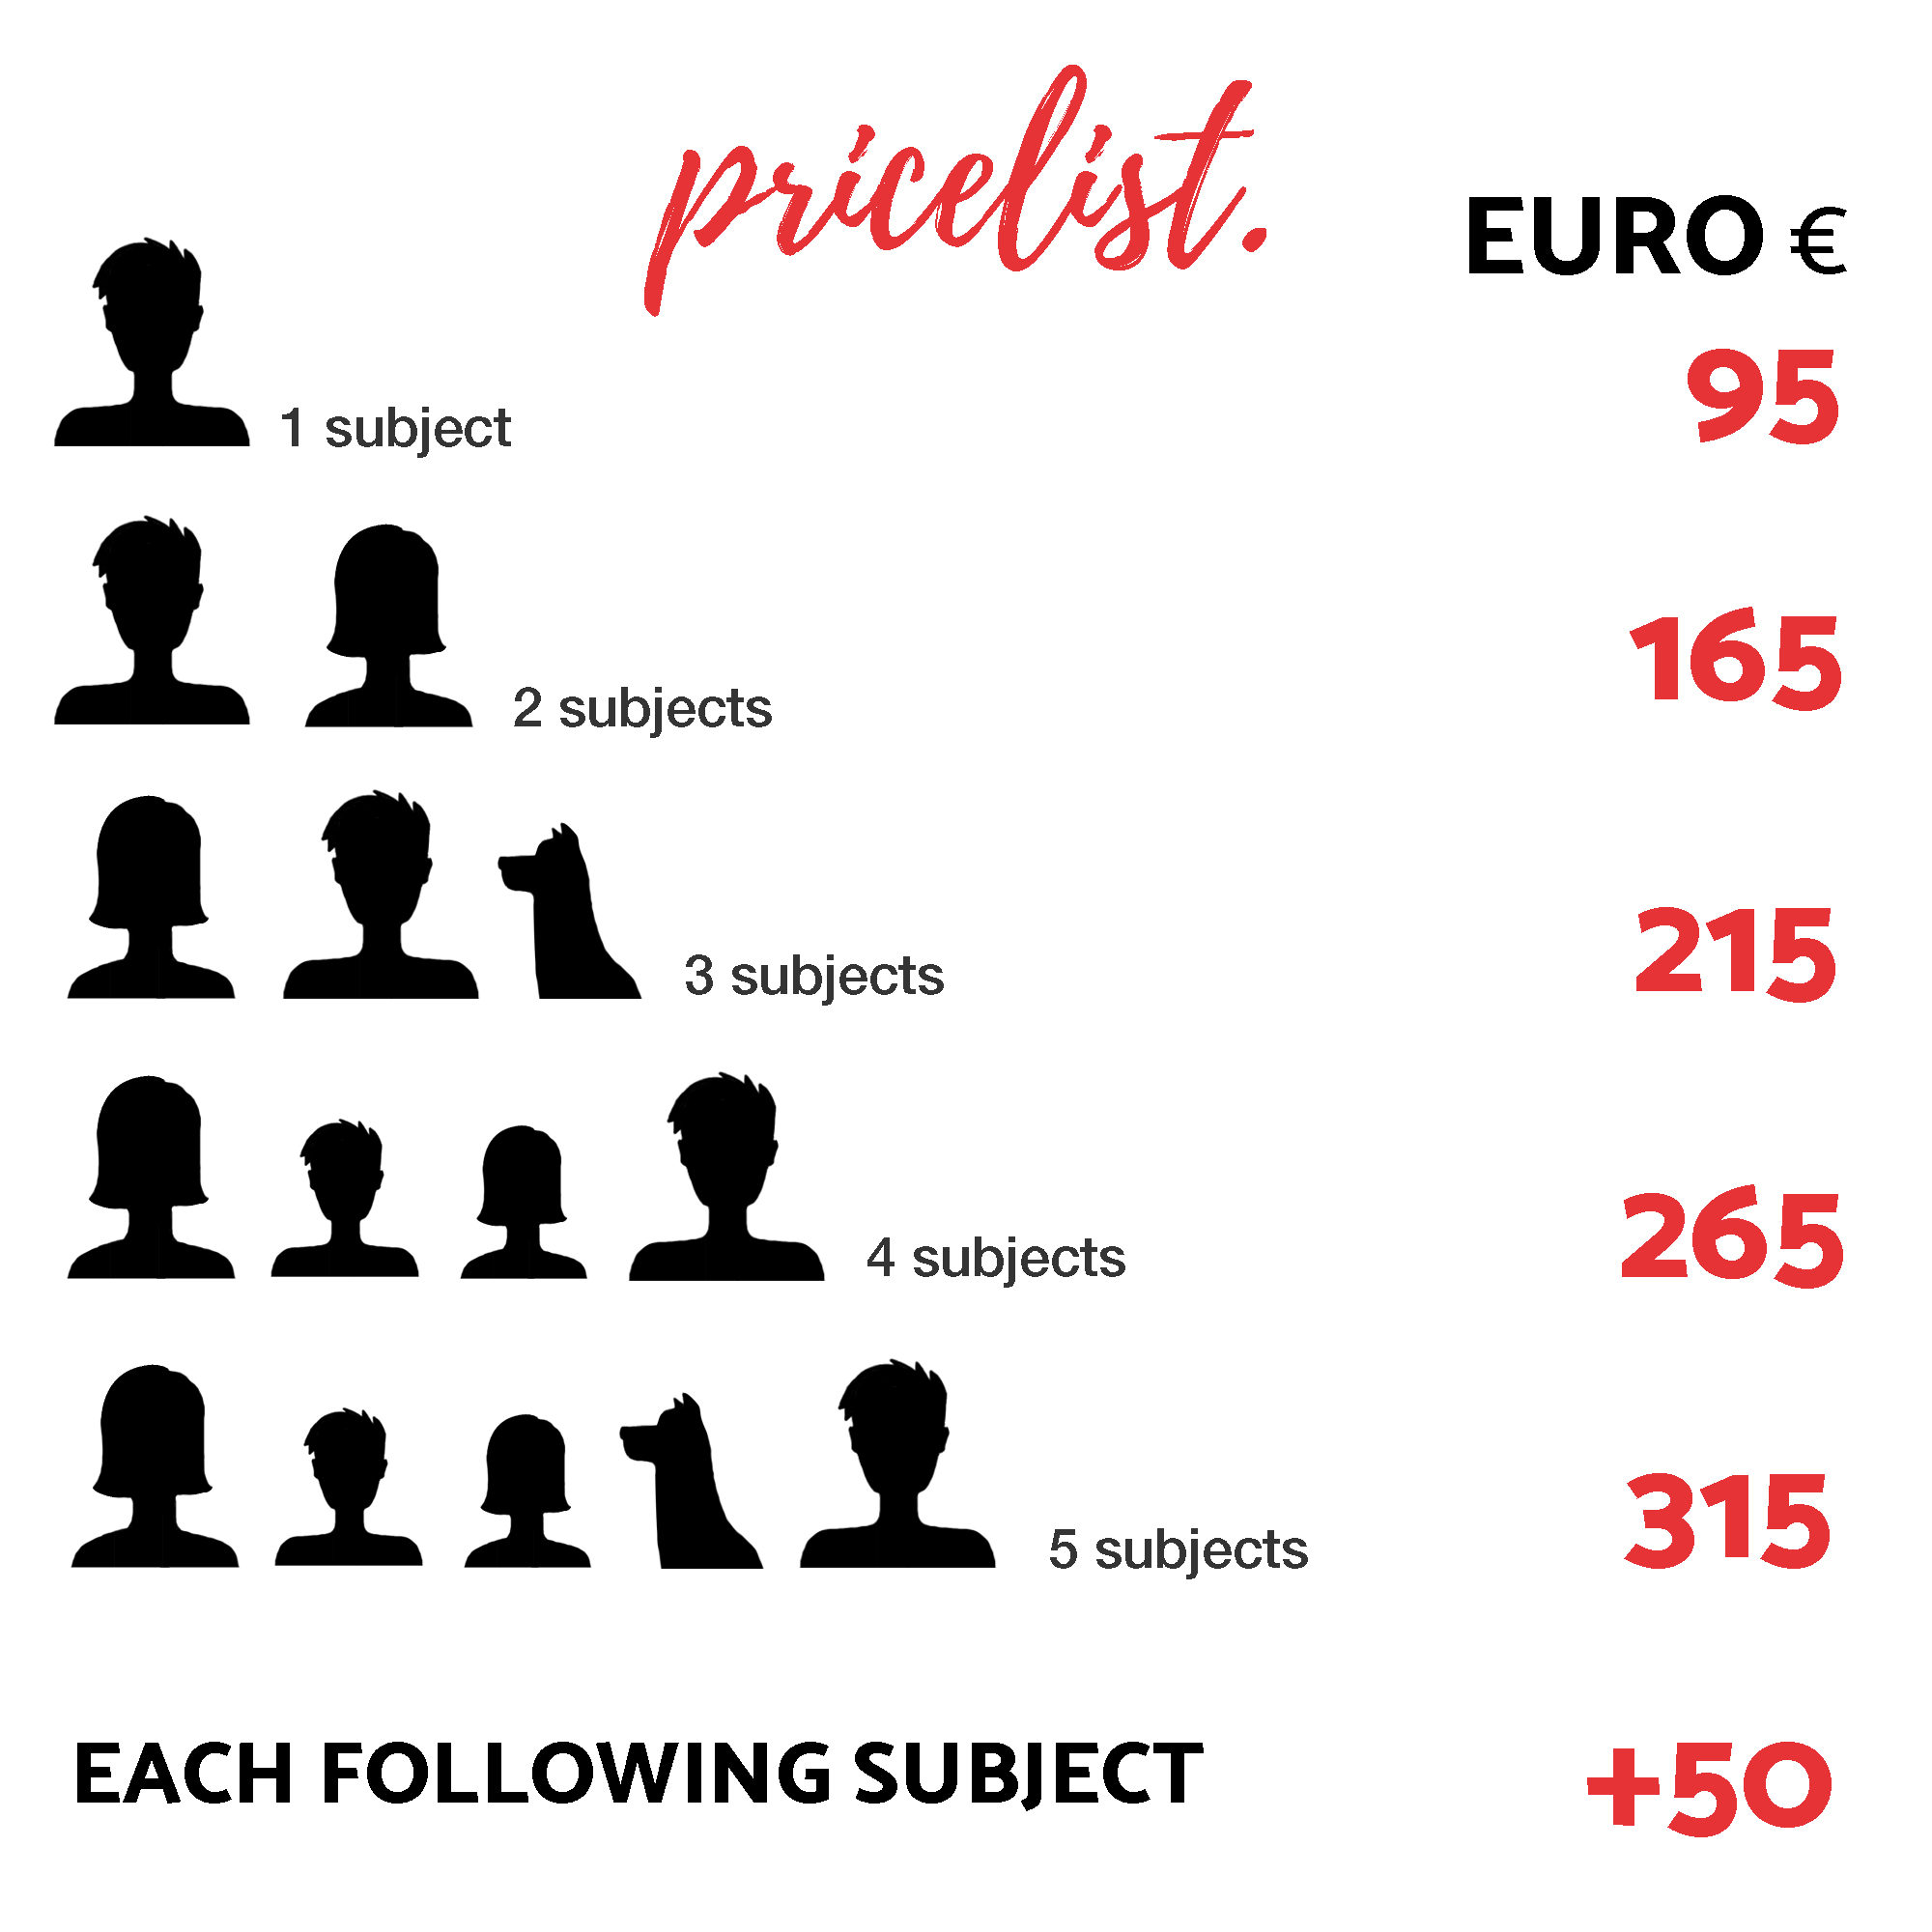 pricelist.
EURO €
1 subject 95
2 subjects 165
3 subjects 215
4 subjects 265
5 subjects 315
EACH FOLLOWING SUBJECT +50